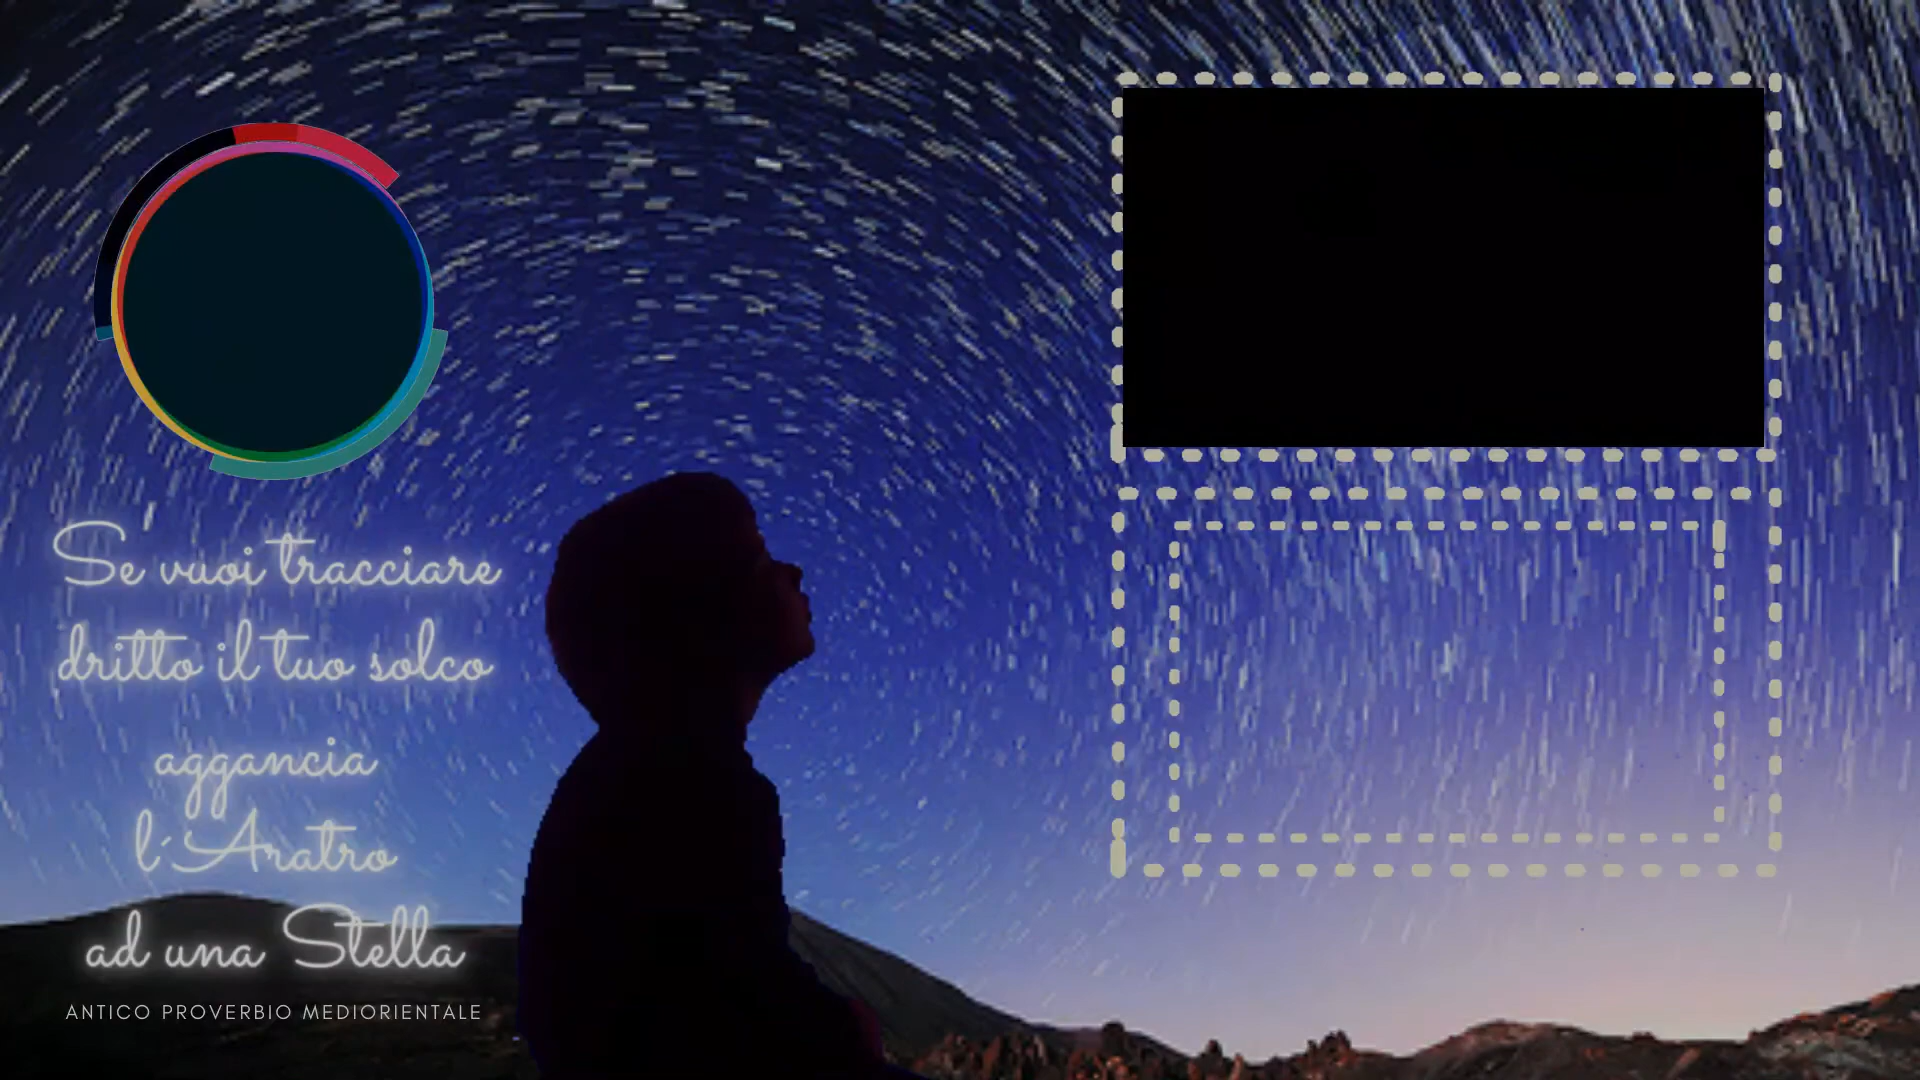 Se vuoi tracciare
dritto il tuo solco
aggancia
l'Aratro
ad una Stella
ANTICO PROVERBIO MEDIORIENTALE